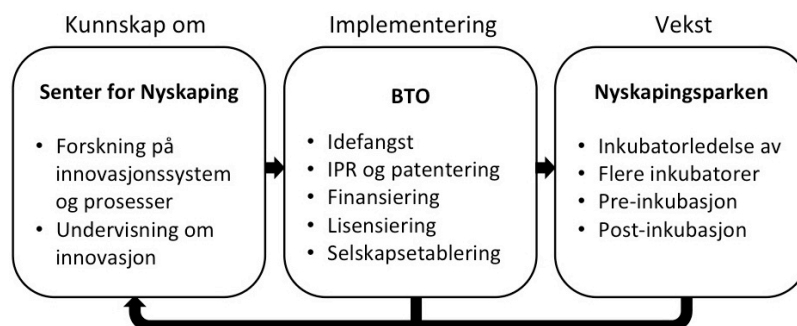 Kunnskap om
Implementering
Vekst
Senter for Nyskaping
• Forskning på
innovasjonssystem
og prosesser
• Undervisning om
innovasjon
BTO
• Idefangst
• IPR og patentering
• Finansiering
• Lisensiering
• Selskapsetablering
Nyskapingsparken
• Inkubatorledelse av
• Flere inkubatorer
• Pre-inkubasjon
• Post-inkubasjon